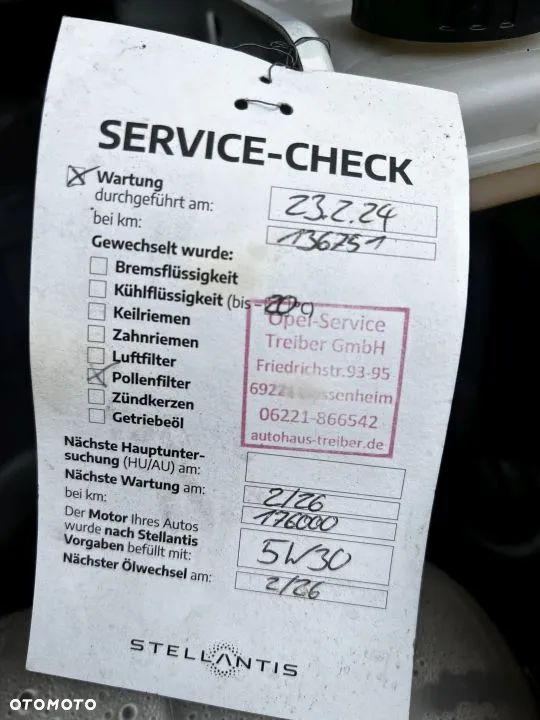 SERVICE-CHECK
Wartung
durchgeführt am: 23.2.24
bei km: 136751
Gewechselt wurde:
Bremsflüssigkeit
Kühlflüssigkeit (bis -20°C)
Keilriemen
Zahnriemen
Luftfilter
Pollenfilter
Zündkerzen
Getriebeöl
Opel-Service
Treiber GmbH
Friedrichstr.93-95
06221-866542
autohaus-treiber.de
Nächste Hauptunter-
suchung (HU/AU) am:
Nächste Wartung am: 2/26
bei km: 176000
Der Motor Ihres Autos
wurde nach Stellantis
Vorgaben befüllt mit: 5W30
Nächster Ölwechsel am: 2/26
STELLANTIS
OTOMOTO